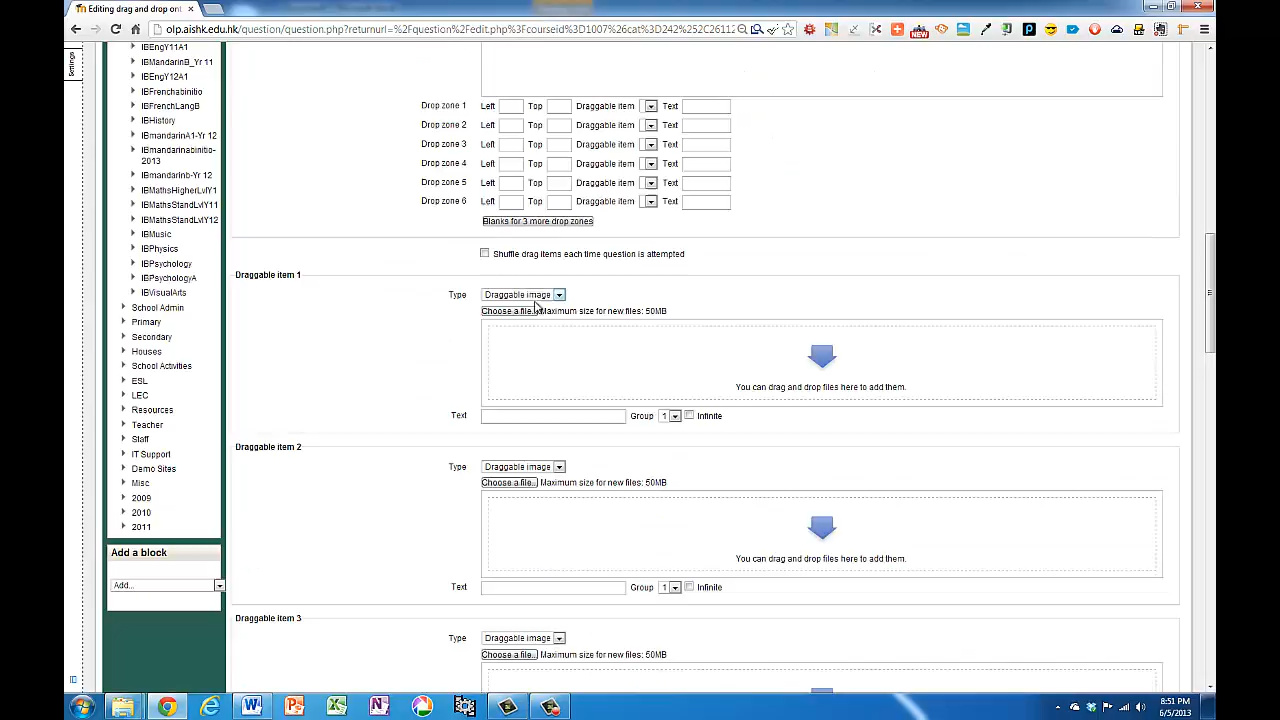 Editing drag and drop ont
olp.aishk.edu.hk/question/question.php?returnurl=%2Fquestion%2Fedit.php%3Fcourseid%3D1007%26cat%3D242%252C26112
Settings
IBEngY11A1
IBMandarinB_Yr 11
IBEngY12A1
IBFrenchabinitio
IBFrenchLangB
IBHistory
IBmandarinA1-Yr 12
IBmandarinabinitio-
2013
IBmandarinb-Yr 12
IBMathsHigherLvlY1
IBMathsStandLvlY11
IBMathsStandLvlY12
IBMusic
IBPhysics
IBPsychology
IBPsychologyA
IBVisualArts
School Admin
Primary
Secondary
Houses
School Activities
ESL
LEC
Resources
Teacher
Staff
IT Support
Demo Sites
Misc
2009
2010
2011
Add a block
Add...
Drop zone 1 Left Top Draggable item Text
Drop zone 2 Left Top Draggable item Text
Drop zone 3 Left Top Draggable item Text
Drop zone 4 Left Top Draggable item Text
Drop zone 5 Left Top Draggable item Text
Drop zone 6 Left Top Draggable item Text
Blanks for 3 more drop zones
Shuffle drag items each time question is attempted
Draggable item 1
Type Draggable image
Choose a file... Maximum size for new files: 50MB
You can drag and drop files here to add them.
Text Group 1 Infinite
Draggable item 2
Type Draggable image
Choose a file... Maximum size for new files: 50MB
You can drag and drop files here to add them.
Text Group 1 Infinite
Draggable item 3
Type Draggable image
Choose a file... Maximum size for new files: 50MB
8:51 PM
6/5/2013